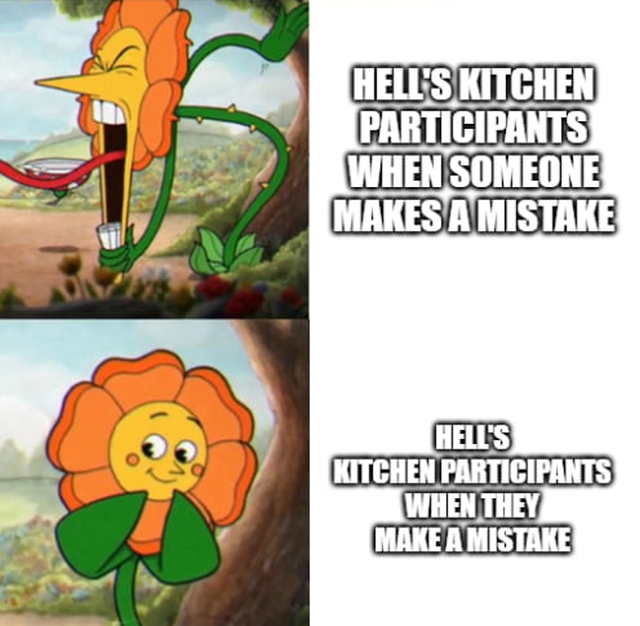 HELL'S KITCHEN
PARTICIPANTS
WHEN SOMEONE
MAKES A MISTAKE
HELL'S
KITCHEN PARTICIPANTS
WHEN THEY
MAKE A MISTAKE